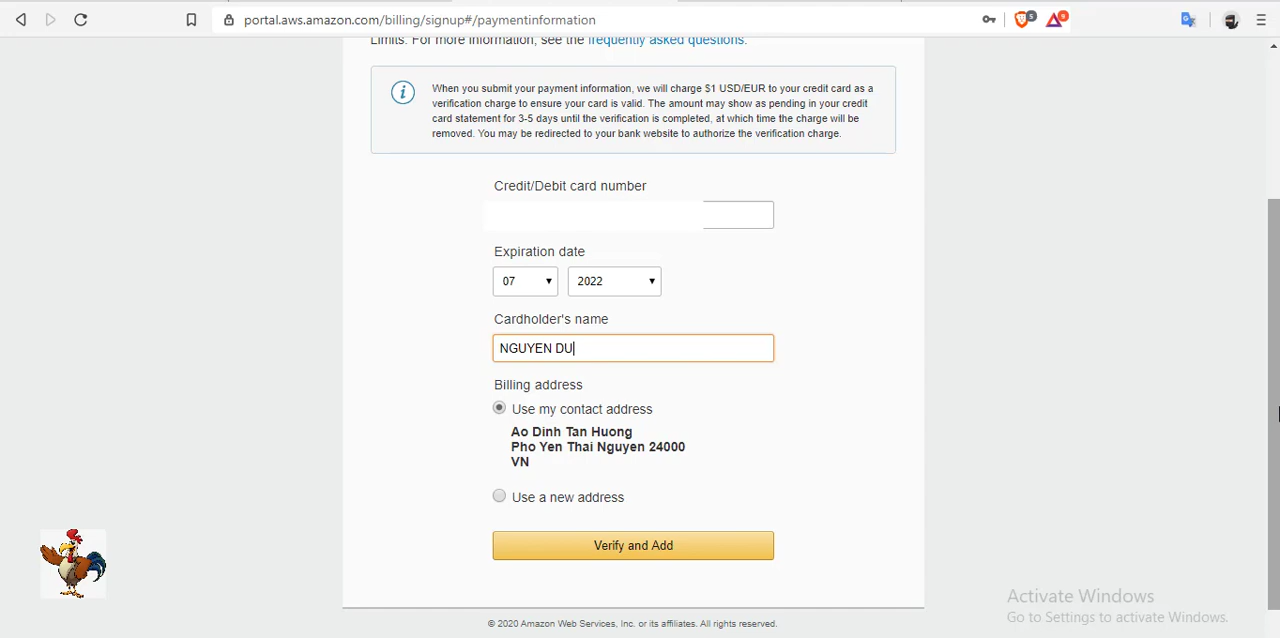 portal.aws.amazon.com/billing/signup#/paymentinformation
5
9
Limits. For more information, see the frequently asked questions.
When you submit your payment information, we will charge $1 USD/EUR to your credit card as a
verification charge to ensure your card is valid. The amount may show as pending in your credit
card statement for 3-5 days until the verification is completed, at which time the charge will be
removed. You may be redirected to your bank website to authorize the verification charge.
Credit/Debit card number
Expiration date
07 2022
Cardholder's name
NGUYEN DU
Billing address
Use my contact address
Ao Dinh Tan Huong
Pho Yen Thai Nguyen 24000
VN
Use a new address
Verify and Add
Activate Windows
Go to Settings to activate Windows.
© 2020 Amazon Web Services, Inc. or its affiliates. All rights reserved.